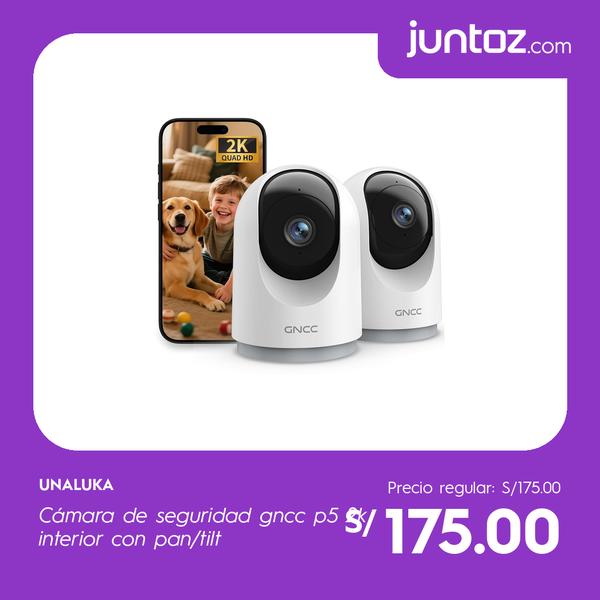 juntoz.com
2K
QUAD HD
GNCC
GNCC
UNALUKA
Cámara de seguridad gncc p5
interior con pan/tilt
Precio regular: S/175.00
S/ 175.00